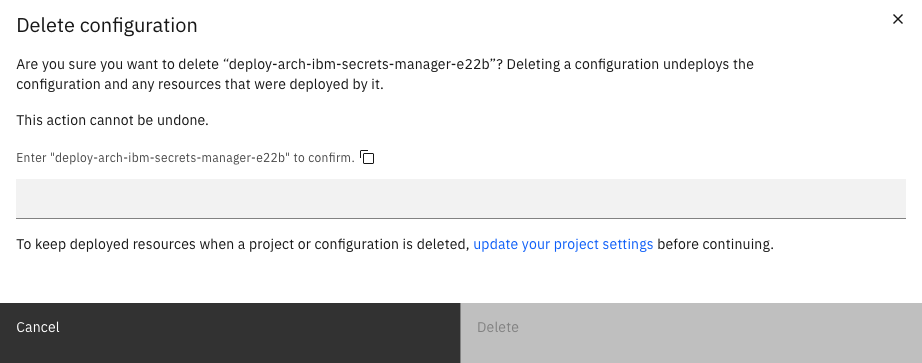 Delete configuration
Are you sure you want to delete “deploy-arch-ibm-secrets-manager-e22b”? Deleting a configuration undeploys the
configuration and any resources that were deployed by it.
This action cannot be undone.
Enter "deploy-arch-ibm-secrets-manager-e22b" to confirm.
To keep deployed resources when a project or configuration is deleted, update your project settings before continuing.
Cancel
Delete